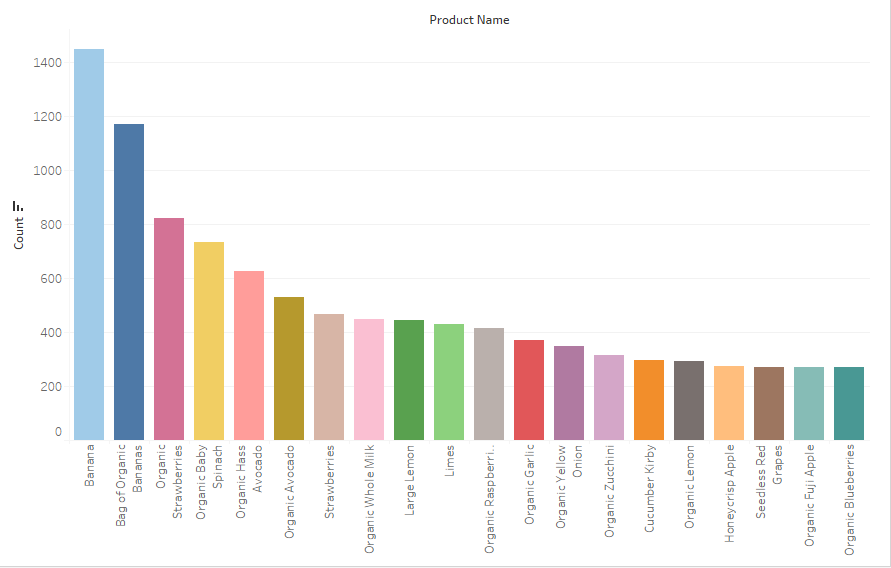 Product Name
1400
1200
1000
800
600
400
200
0
Count
Banana
Bag of Organic
Bananas
Organic
Strawberries
Organic Baby
Spinach
Organic Hass
Avocado
Organic Avocado
Strawberries
Organic Whole Milk
Large Lemon
Limes
Organic Raspberri..
Organic Garlic
Organic Yellow
Onion
Organic Zucchini
Cucumber Kirby
Organic Lemon
Honeycrisp Apple
Seedless Red
Grapes
Organic Fuji Apple
Organic Blueberries